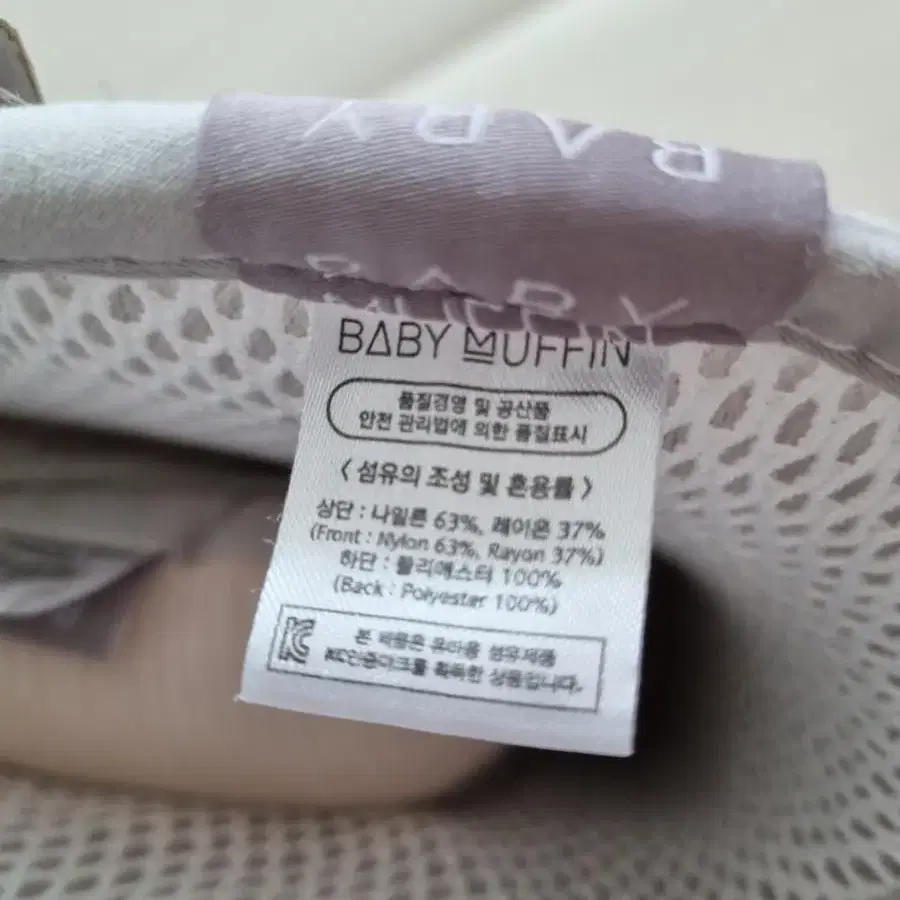 BABY
BABY
MUFFIN
BABY MUFFIN
품질경영 및 공산품
안전 관리법에 의한 품질표시
< 섬유의 조성 및 혼용률 >
상단 : 나일론 63%, 레이온 37%
(Front : Nylon 63%, Rayon 37%)
하단 : 폴리에스터 100%
(Back : Polyester 100%)
KC
본 제품은 유아용 섬유제품
KC인증마크를 획득한 상품입니다.